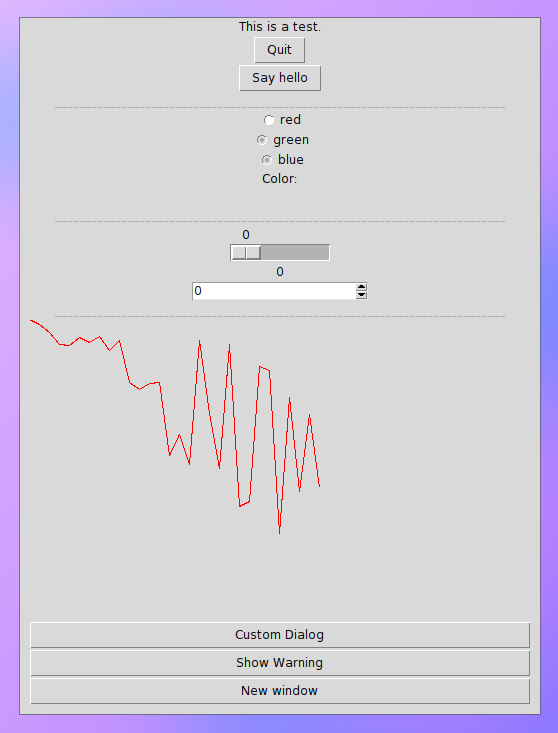 This is a test.
Quit
Say hello
red
green
blue
Color:
0
0
0
Custom Dialog
Show Warning
New window